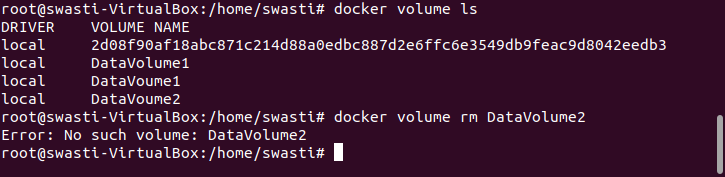 root@swasti-VirtualBox:/home/swasti# docker volume ls
DRIVER    VOLUME NAME
local     2d08f90af18abc871c214d88a0edbc887d2e6ffc6e3549db9feac9d8042eedb3
local     DataVolume1
local     DataVoume1
local     DataVoume2
root@swasti-VirtualBox:/home/swasti# docker volume rm DataVolume2
Error: No such volume: DataVolume2
root@swasti-VirtualBox:/home/swasti#